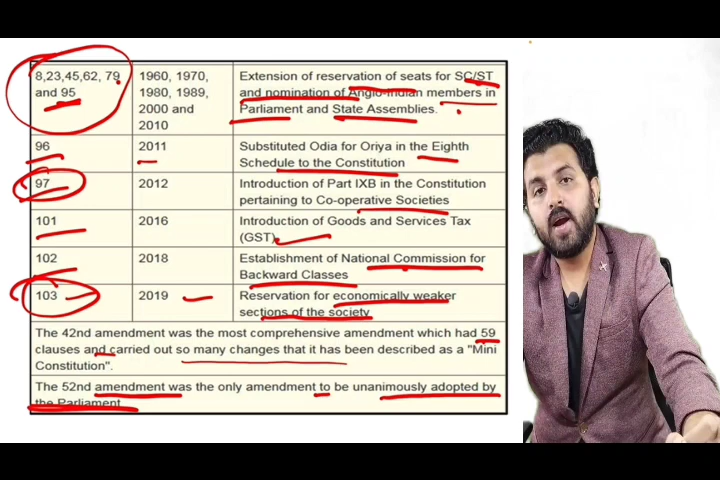 8,23,45,62, 79 1960, 1970, Extension of reservation of seats for SC/ST
and 95 1980, 1989, and nomination of Anglo-Indian members in
2000 and Parliament and State Assemblies.
2010
96 2011 Substituted Odia for Oriya in the Eighth
Schedule to the Constitution
97 2012 Introduction of Part IXB in the Constitution
pertaining to Co-operative Societies
101 2016 Introduction of Goods and Services Tax
(GST).
102 2018 Establishment of National Commission for
Backward Classes
103 2019 Reservation for economically weaker
sections of the society
The 42nd amendment was the most comprehensive amendment which had 59
clauses and carried out so many changes that it has been described as a "Mini
Constitution".
The 52nd amendment was the only amendment to be unanimously adopted by
the Parliament